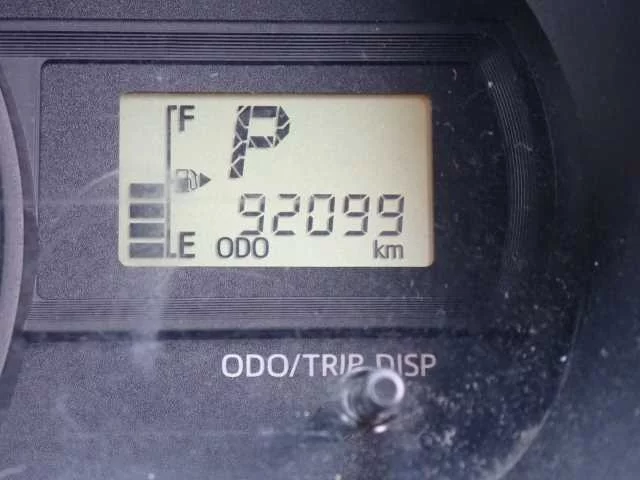 F P
92099
E ODO km
ODO/TRIP DISP